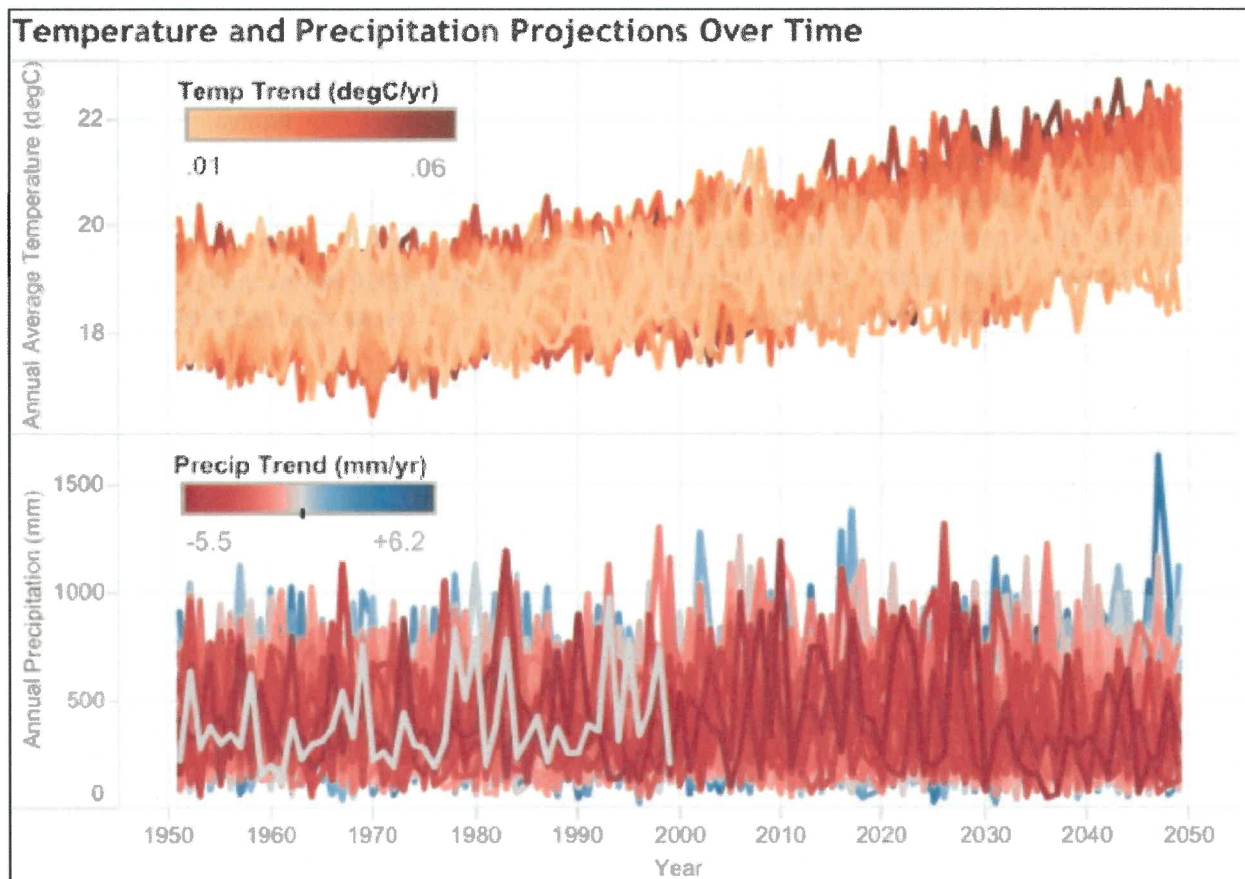 Temperature and Precipitation Projections Over Time
Annual Average Temperature (degC)
Temp Trend (degC/yr)
.01 .06
22
20
18
Annual Precipitation (mm)
Precip Trend (mm/yr)
-5.5 +6.2
1500
1000
500
0
1950 1960 1970 1980 1990 2000 2010 2020 2030 2040 2050
Year